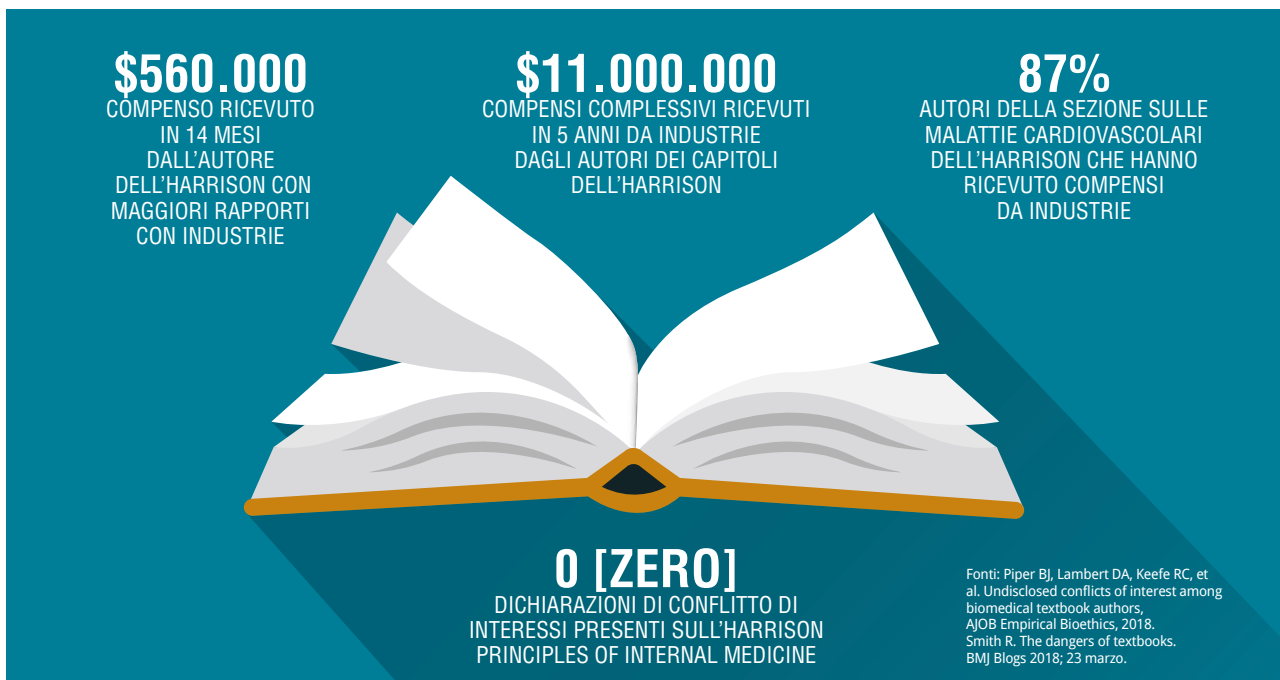 $560.000
COMPENSO RICEVUTO
IN 14 MESI
DALL'AUTORE
DELL'HARRISON CON
MAGGIORI RAPPORTI
CON INDUSTRIE
$11.000.000
COMPENSI COMPLESSIVI RICEVUTI
IN 5 ANNI DA INDUSTRIE
DAGLI AUTORI DEI CAPITOLI
DELL'HARRISON
87%
AUTORI DELLA SEZIONE SULLE
MALATTIE CARDIOVASCOLARI
DELL'HARRISON CHE HANNO
RICEVUTO COMPENSI
DA INDUSTRIE
0 [ZERO]
DICHIARAZIONI DI CONFLITTO DI
INTERESSI PRESENTI SULL'HARRISON
PRINCIPLES OF INTERNAL MEDICINE
Fonti: Piper BJ, Lambert DA, Keefe RC, et
al. Undisclosed conflicts of interest among
biomedical textbook authors,
AJOB Empirical Bioethics, 2018.
Smith R. The dangers of textbooks.
BMJ Blogs 2018; 23 marzo.